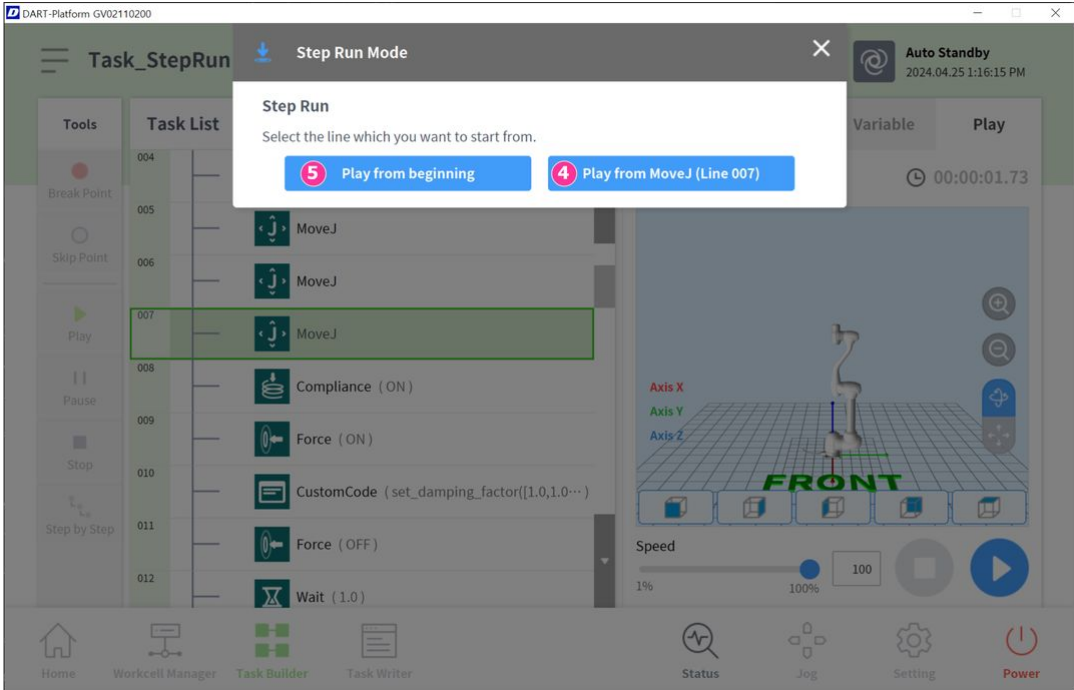 DART-Platform GV02110200
Task_StepRun
Step Run Mode
Auto Standby
2024.04.25 1:16:15 PM
Step Run
Select the line which you want to start from.
5 Play from beginning
4 Play from MoveJ (Line 007)
Tools
Task List
Variable
Play
00:00:01.73
Break Point
Skip Point
Play
Pause
Stop
Step by Step
004
005
MoveJ
006
MoveJ
007
MoveJ
008
Compliance ( ON )
009
Force ( ON )
010
CustomCode ( set_damping_factor([1.0,1.0··· )
011
Force ( OFF )
012
Wait ( 1.0 )
Axis X
Axis Y
Axis Z
FRONT
Speed
1%
100%
100
Home
Workcell Manager
Task Builder
Task Writer
Status
Jog
Setting
Power